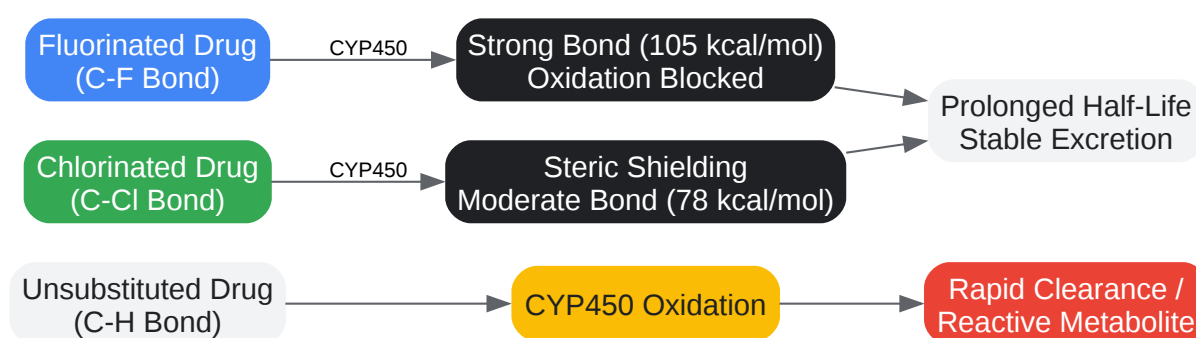 Fluorinated Drug
(C-F Bond)
CYP450
Strong Bond (105 kcal/mol)
Oxidation Blocked
Prolonged Half-Life
Stable Excretion
Chlorinated Drug
(C-Cl Bond)
CYP450
Steric Shielding
Moderate Bond (78 kcal/mol)
Unsubstituted Drug
(C-H Bond)
CYP450 Oxidation
Rapid Clearance /
Reactive Metabolite